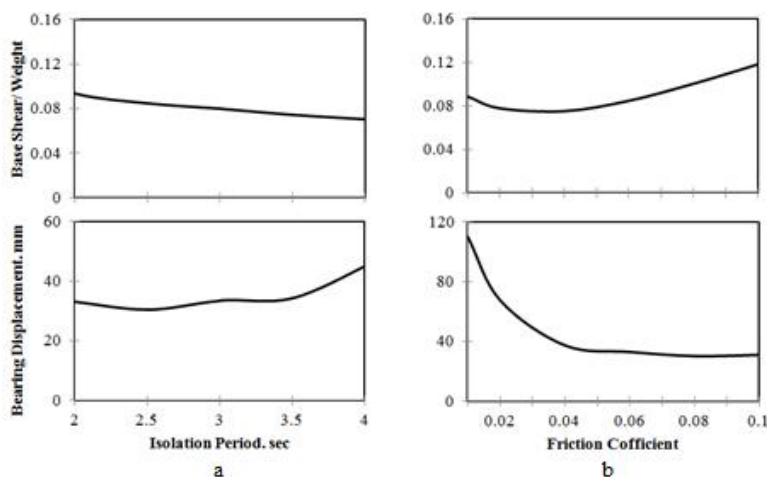 Base Shear/ Weight
0.16
0.12
0.08
0.04
0
0.16
0.12
0.08
0.04
0
Bearing Displacement. mm
60
40
20
0
2 2.5 3 3.5 4
Isolation Period. sec
a
120
80
40
0
0.02 0.04 0.06 0.08 0.1
Friction Cofficient
b